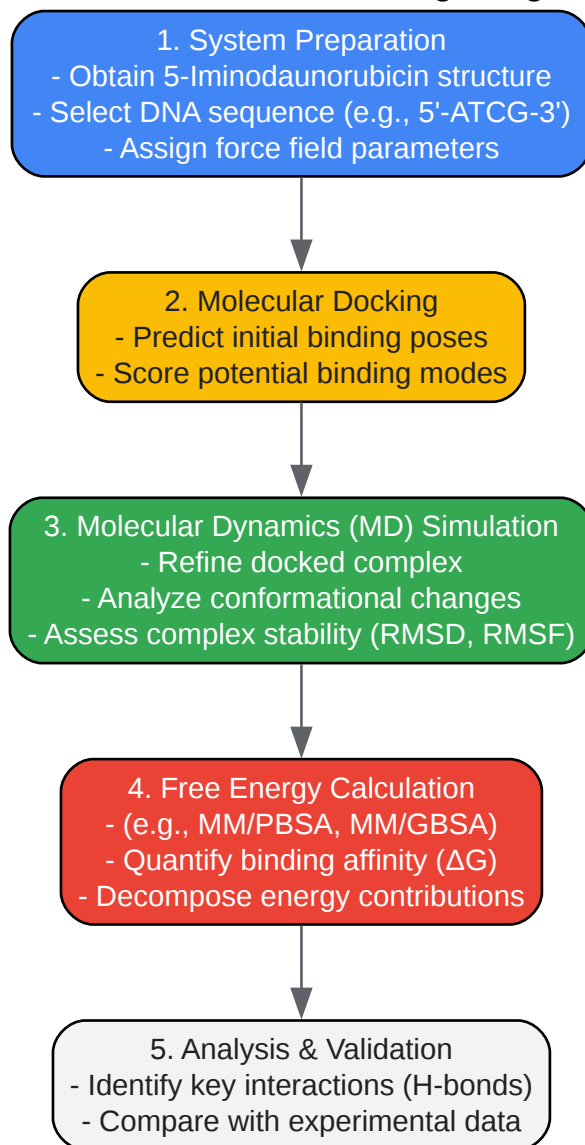 1. System Preparation
- Obtain 5-Iminodaunorubicin structure
- Select DNA sequence (e.g., 5'-ATCG-3')
- Assign force field parameters
2. Molecular Docking
- Predict initial binding poses
- Score potential binding modes
3. Molecular Dynamics (MD) Simulation
- Refine docked complex
- Analyze conformational changes
- Assess complex stability (RMSD, RMSF)
4. Free Energy Calculation
- (e.g., MM/PBSA, MM/GBSA)
- Quantify binding affinity (ΔG)
- Decompose energy contributions
5. Analysis & Validation
- Identify key interactions (H-bonds)
- Compare with experimental data